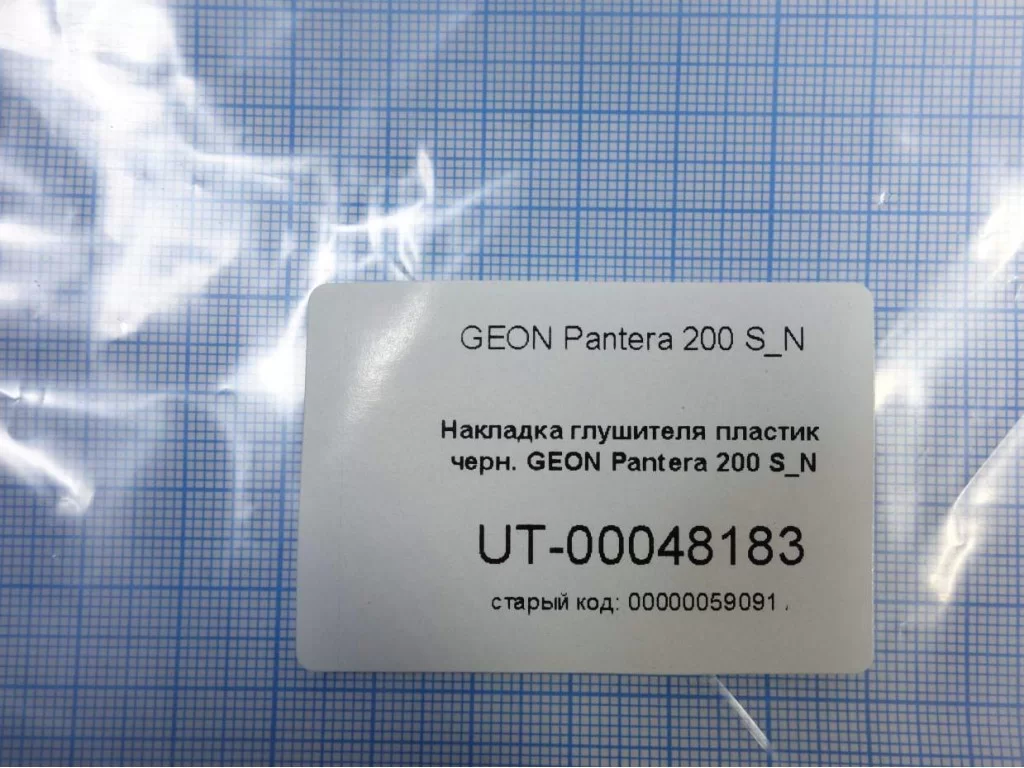 GEON Pantera 200 S_N
Накладка глушителя пластик
черн. GEON Pantera 200 S_N
UT-00048183
старый код: 00000059091 ,